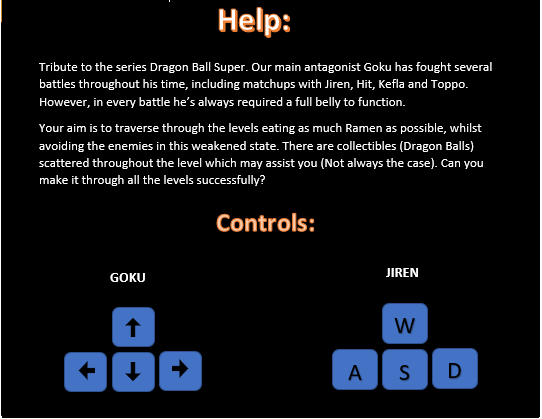 Help:
Tribute to the series Dragon Ball Super. Our main antagonist Goku has fought several
battles throughout his time, including matchups with Jiren, Hit, Kefla and Toppo.
However, in every battle he's always required a full belly to function.
Your aim is to traverse through the levels eating as much Ramen as possible, whilst
avoiding the enemies in this weakened state. There are collectibles (Dragon Balls)
scattered throughout the level which may assist you (Not always the case). Can you
make it through all the levels successfully?
Controls:
GOKU
JIREN
W
A S D